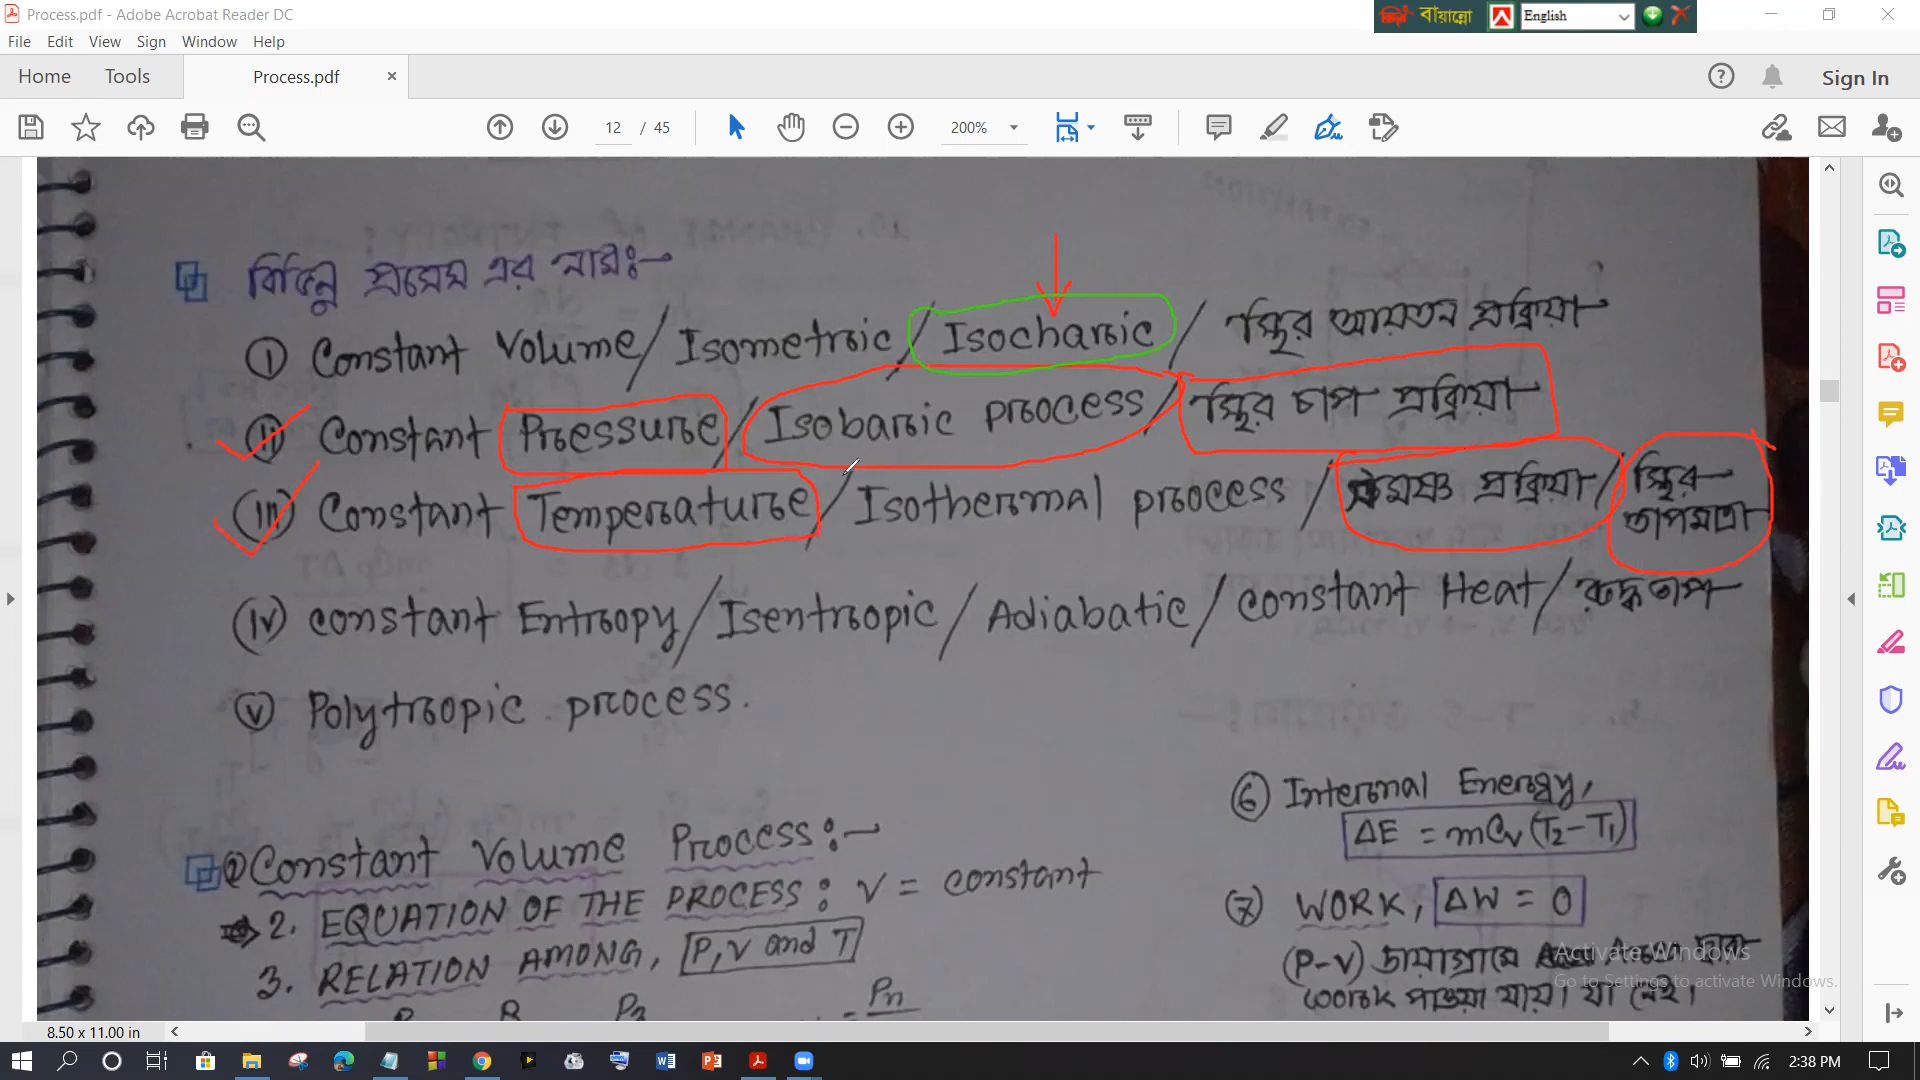 Process.pdf - Adobe Acrobat Reader DC
বায়ান্নো English
File Edit View Sign Window Help
Home Tools Process.pdf × Sign In
12 / 45 200%
বিভিন্ন প্রসেস এর নামঃ-
(i) Constant Volume / Isometric / Isochoric / স্থির আয়তন প্রক্রিয়া
(ii) Constant Pressure / Isobaric process / স্থির চাপ প্রক্রিয়া
(iii) Constant Temperature / Isothermal process / সমোষ্ণ প্রক্রিয়া / স্থির
তাপমাত্রা
(iv) constant Entropy / Isentropic / Adiabatic / constant Heat / রুদ্ধতাপ
(v) Polytropic process.
Constant Volume Process :-
2. EQUATION OF THE PROCESS : V = constant
3. RELATION AMONG, P, V and T
Pn
(6) Internal Energy,
ΔE = mCv (T2 - T1)
(7) WORK, ΔW = 0
(P-V) ডায়াগ্রামে
work পাওয়া যায়। যা নেই।
Activate Windows
Go to Settings to activate Windows.
8.50 x 11.00 in
2:38 PM